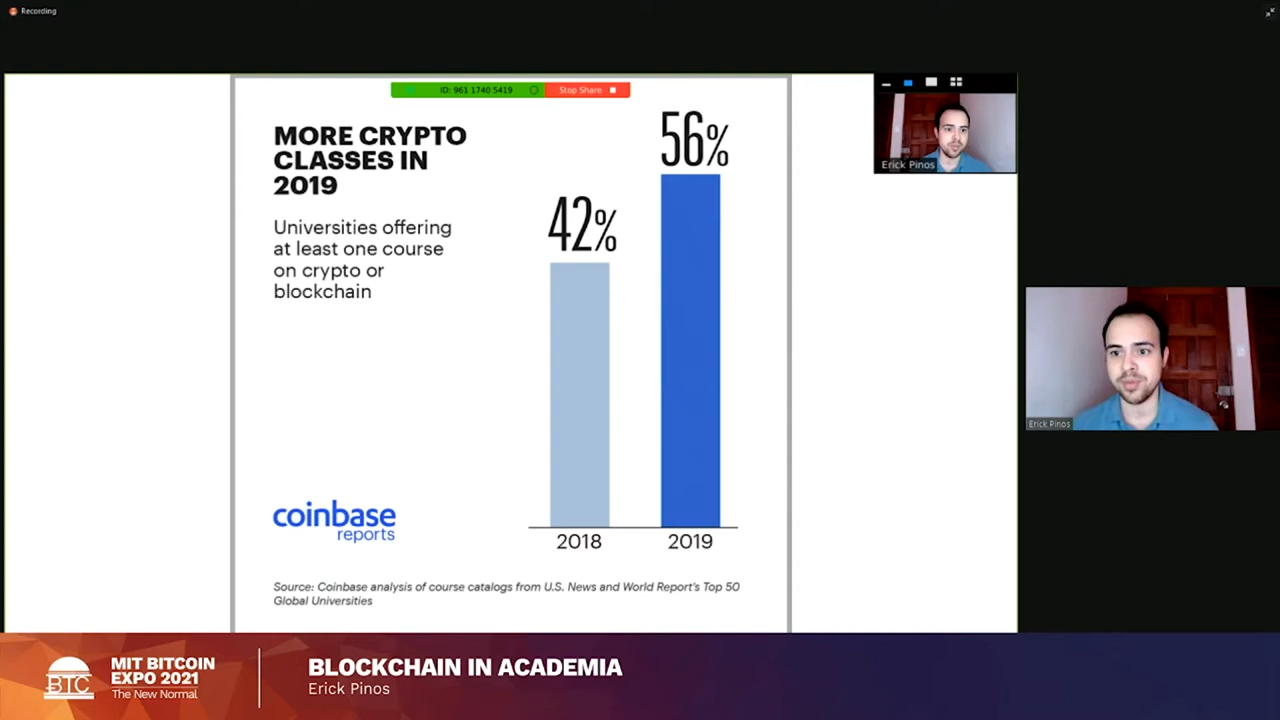 Recording
ID: 961 1740 5419
Stop Share
MORE CRYPTO
CLASSES IN
2019
Universities offering
at least one course
on crypto or
blockchain
42%
56%
2018
2019
coinbase
reports
Source: Coinbase analysis of course catalogs from U.S. News and World Report's Top 50
Global Universities
Erick Pinos
Erick Pinos
BTC
MIT BITCOIN
EXPO 2021
The New Normal
BLOCKCHAIN IN ACADEMIA
Erick Pinos